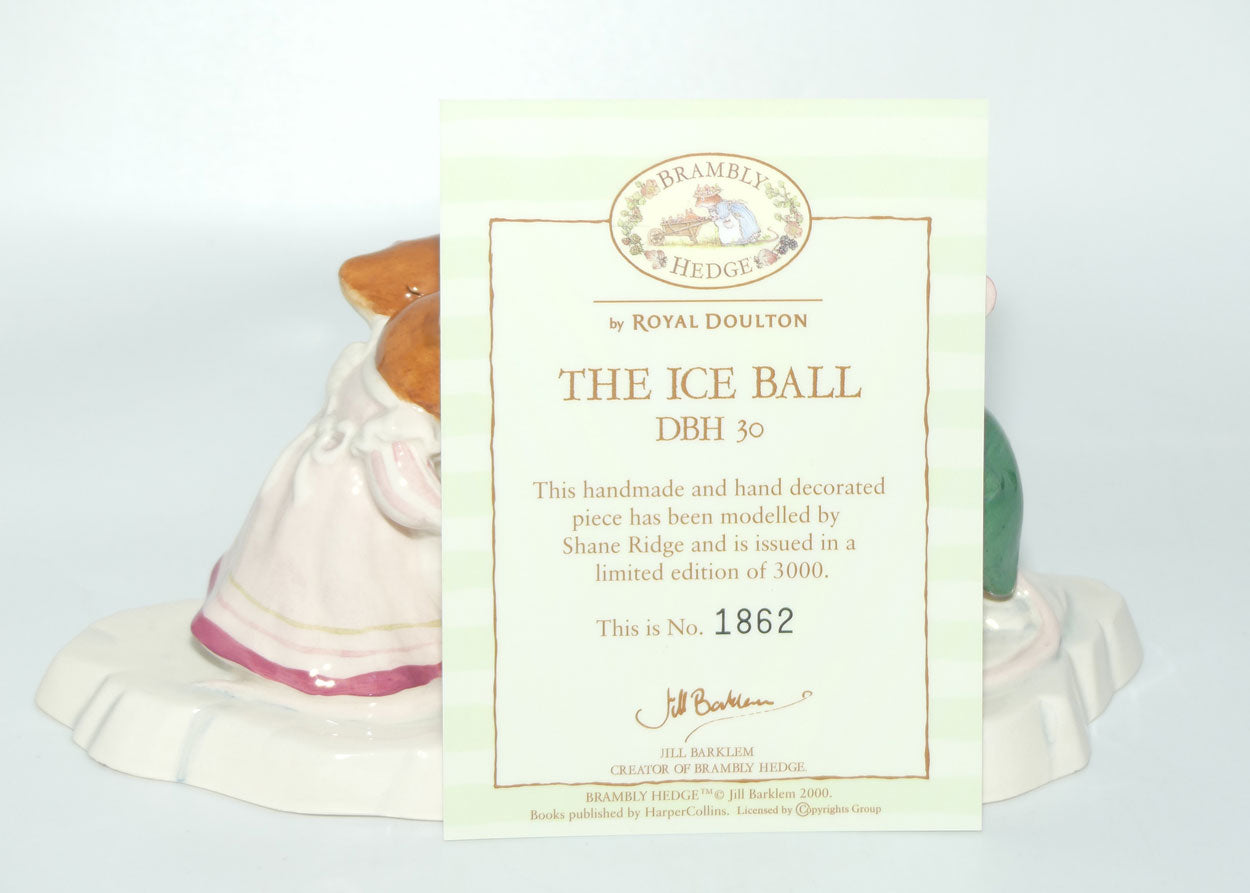 BRAMBLY
HEDGE
by ROYAL DOULTON
THE ICE BALL
DBH 30
This handmade and hand decorated
piece has been modelled by
Shane Ridge and is issued in a
limited edition of 3000.
This is No. 1862
Jill Barklem
JILL BARKLEM
CREATOR OF BRAMBLY HEDGE.
BRAMBLY HEDGE™© Jill Barklem 2000.
Books published by HarperCollins. Licensed by Copyrights Group